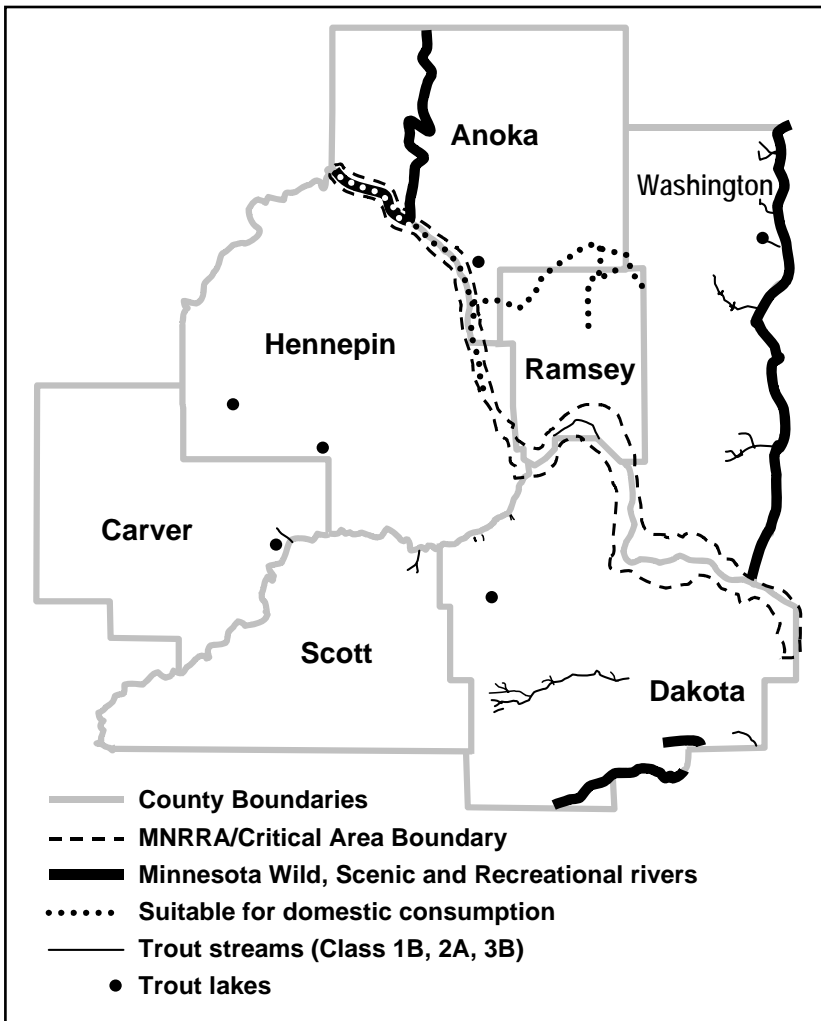 Anoka
Washington
Hennepin
Ramsey
Carver
Scott
Dakota
County Boundaries
MNRRA/Critical Area Boundary
Minnesota Wild, Scenic and Recreational rivers
Suitable for domestic consumption
Trout streams (Class 1B, 2A, 3B)
Trout lakes